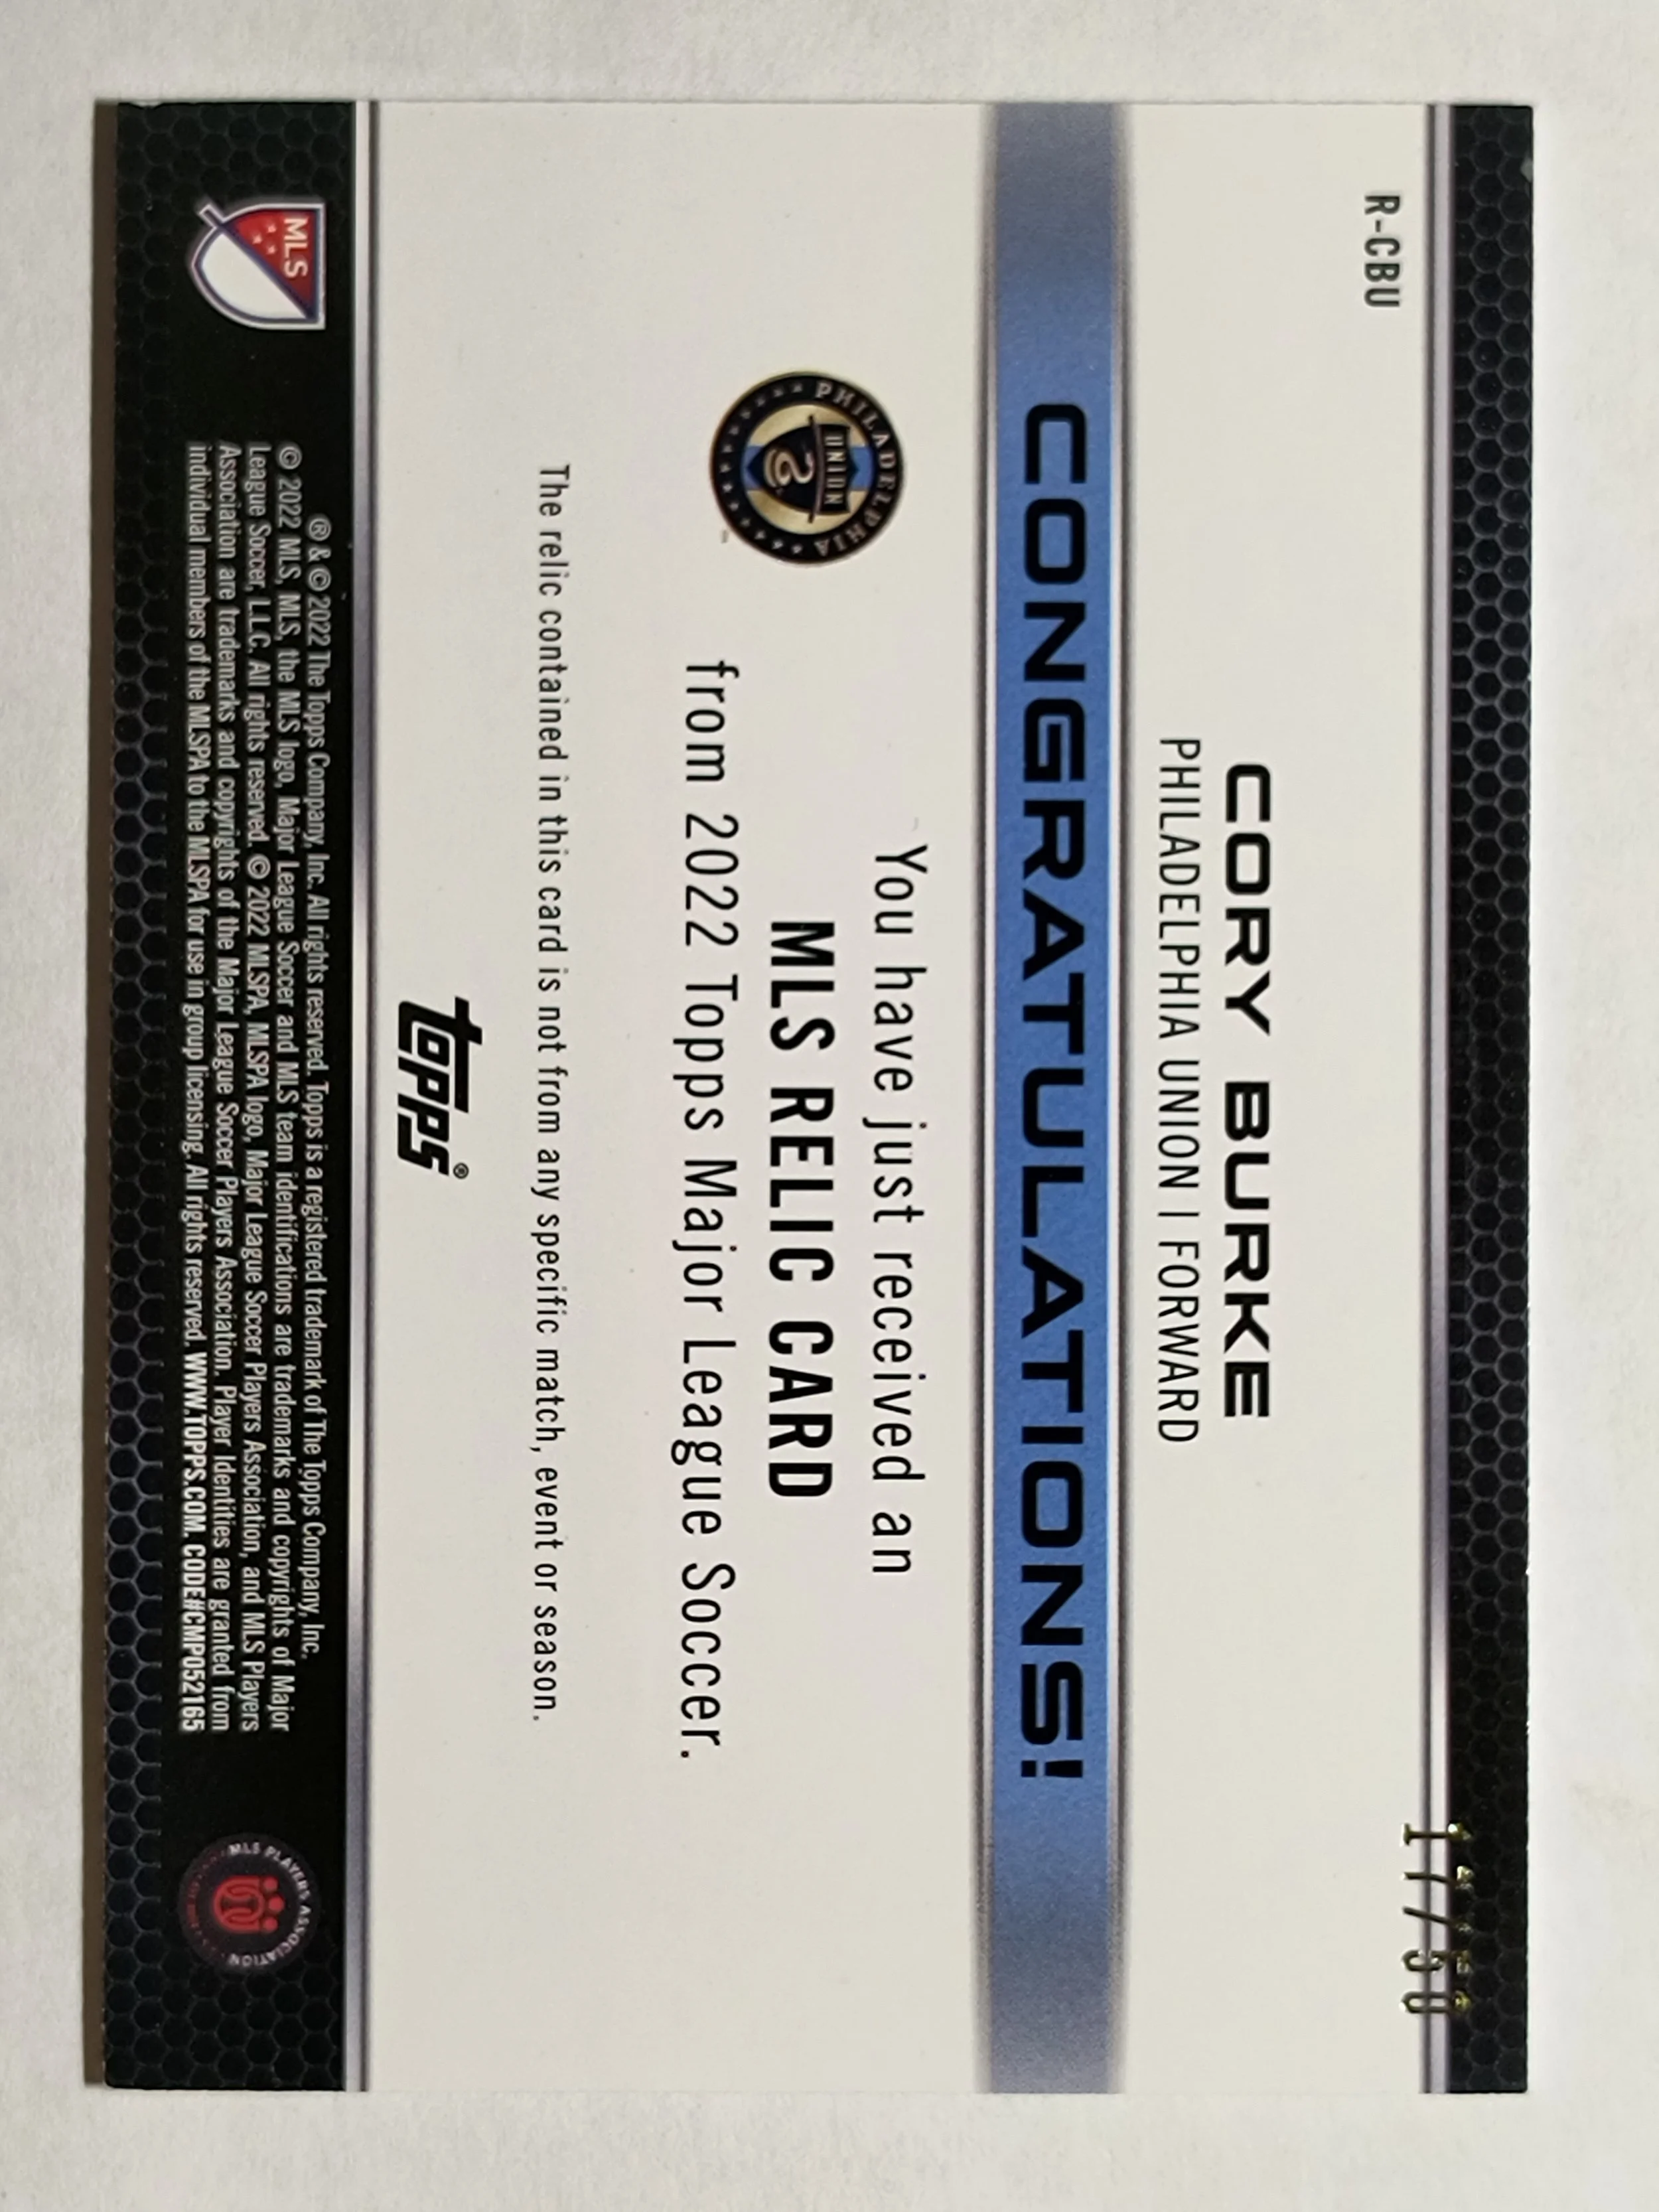 R-CBU
17/50
CORY BURKE
PHILADELPHIA UNION | FORWARD
CONGRATULATIONS!
You have just received an
MLS RELIC CARD
from 2022 Topps Major League Soccer.
PHILADELPHIA
UNION
The relic contained in this card is not from any specific match, event or season.
topps®
MLS
® & © 2022 The Topps Company, Inc. All rights reserved. Topps is a registered trademark of The Topps Company, Inc.
© 2022 MLS, MLS, the MLS logo, Major League Soccer and MLS team identifications are trademarks and copyrights of Major
League Soccer, L.L.C. All rights reserved. © 2022 MLSPA, MLSPA logo, Major League Soccer Players Association, and MLS Players
Association are trademarks and copyrights of the Major League Soccer Players Association. Player Identities are granted from
individual members of the MLSPA to the MLSPA for use in group licensing. All rights reserved. WWW.TOPPS.COM. CODE#CMP052165
MLS PLAYERS ASSOCIATION